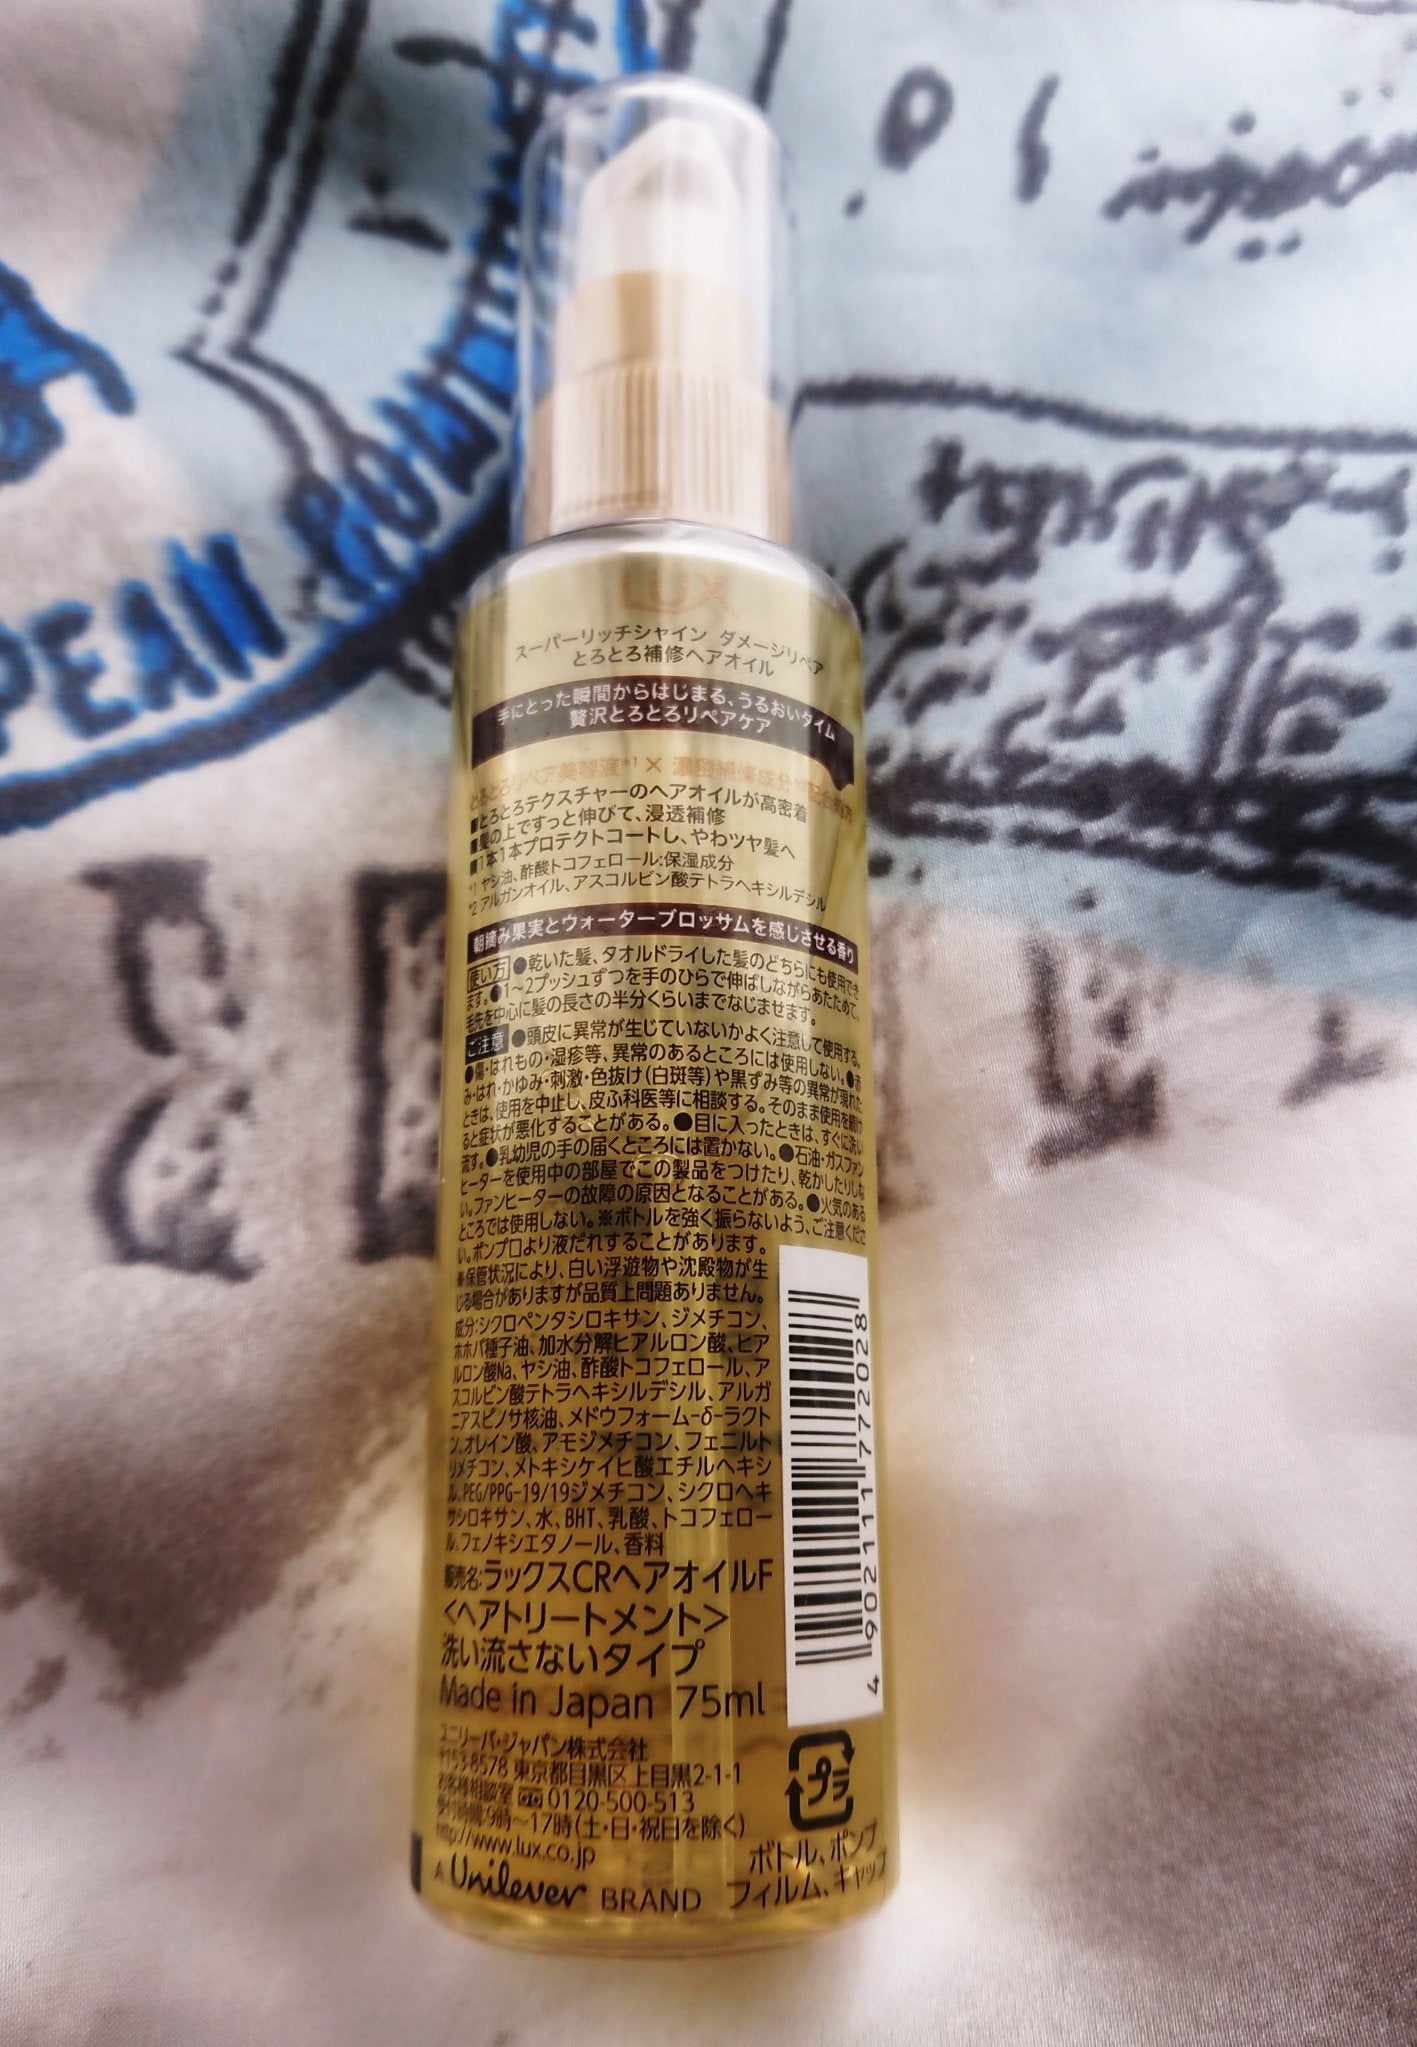 LUX
スーパーリッチシャイン ダメージリペア
とろとろ補修ヘアオイル
手にとった瞬間からはじまる、うるおいタイム
贅沢とろとろリペアケア
とろとろリペア美容液*1 × 濃密補修成分*2配合処方
■とろとろテクスチャーのヘアオイルが高密着
■髪の上ですっと伸びて、浸透補修
■1本1本プロテクトコートし、やわツヤ髪へ
*1 ヤシ油、酢酸トコフェロール:保湿成分
*2 アルガンオイル、アスコルビン酸テトラヘキシルデシル
朝摘み果実とウォーターブロッサムを感じさせる香り
使い方 ●乾いた髪、タオルドライした髪のどちらにも使用でき
ます。●1〜2プッシュずつを手のひらで伸ばしながらあたためて、
毛先を中心に髪の長さの半分くらいまでなじませます。
ご注意 ●頭皮に異常が生じていないかよく注意して使用する。
●傷・はれもの・湿疹等、異常のあるところには使用しない。●赤
み・はれ・かゆみ・刺激・色抜け(白斑等)や黒ずみ等の異常が現れた
ときは、使用を中止し、皮ふ科医等に相談する。そのまま使用を続け
ると症状が悪化することがある。●目に入ったときは、すぐに洗い
流す。●乳幼児の手の届くところには置かない。●石油・ガスファン
ヒーターを使用中の部屋でこの製品をつけたり、乾かしたりしな
い。ファンヒーターの故障の原因となることがある。●火気のある
ところでは使用しない。※ボトルを強く振らないよう、ご注意くださ
い。ポンプ口より液だれすることがあります。
※保管状況により、白い浮遊物や沈殿物が生
じる場合がありますが品質上問題ありません。
成分:シクロペンタシロキサン、ジメチコン、
ホホバ種子油、加水分解ヒアルロン酸、ヒア
ルロン酸Na、ヤシ油、酢酸トコフェロール、ア
スコルビン酸テトラヘキシルデシル、アルガ
ニアスピノサ核油、メドウフォーム-δ-ラクト
ン、オレイン酸、アモジメチコン、フェニルト
リメチコン、メトキシケイヒ酸エチルヘキシ
ル、PEG/PPG-19/19ジメチコン、シクロヘキ
サシロキサン、水、BHT、乳酸、トコフェロー
ル、フェノキシエタノール、香料
販売名:ラックスCRヘアオイルF
<ヘアトリートメント>
洗い流さないタイプ
Made in Japan 75ml
ユニリーバ・ジャパン株式会社
〒153-8578 東京都目黒区上目黒2-1-1
お客様相談室 0120-500-513
受付時間:9時〜17時(土・日・祝日を除く)
http://www.lux.co.jp
A Unilever BRAND
4 902111 772028
プラ
ボトル、ポンプ
フィルム、キャップ
PEAN